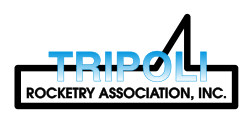 TRIPOLI
ROCKETRY ASSOCIATION, INC.